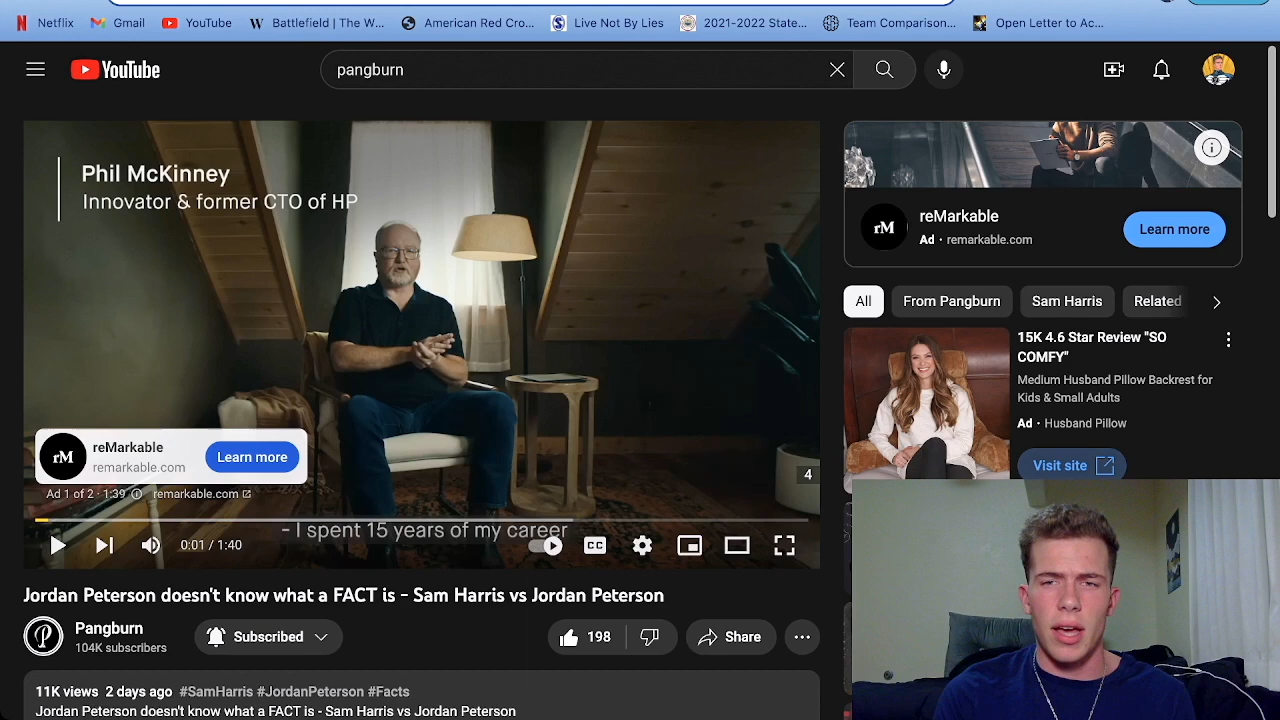 Netflix
Gmail
YouTube
Battlefield | The W...
American Red Cro...
Live Not By Lies
2021-2022 State...
Team Comparison...
Open Letter to Ac...
YouTube
pangburn
Phil McKinney
Innovator & former CTO of HP
rM
reMarkable
remarkable.com
Learn more
4
Ad 1 of 2 · 1:39
remarkable.com
- I spent 15 years of my career
0:01 / 1:40
CC
Jordan Peterson doesn't know what a FACT is - Sam Harris vs Jordan Peterson
P
Pangburn
104K subscribers
Subscribed
198
Share
11K views 2 days ago #SamHarris #JordanPeterson #Facts
Jordan Peterson doesn't know what a FACT is - Sam Harris vs Jordan Peterson
rM
reMarkable
Ad · remarkable.com
Learn more
All
From Pangburn
Sam Harris
Related
15K 4.6 Star Review "SO
COMFY"
Medium Husband Pillow Backrest for
Kids & Small Adults
Ad · Husband Pillow
Visit site